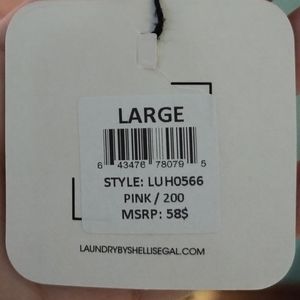 LARGE
6 43476 78079 5
STYLE: LUH0566
PINK / 200
MSRP: 58$
LAUNDRYBYSHELLISEGAL.COM